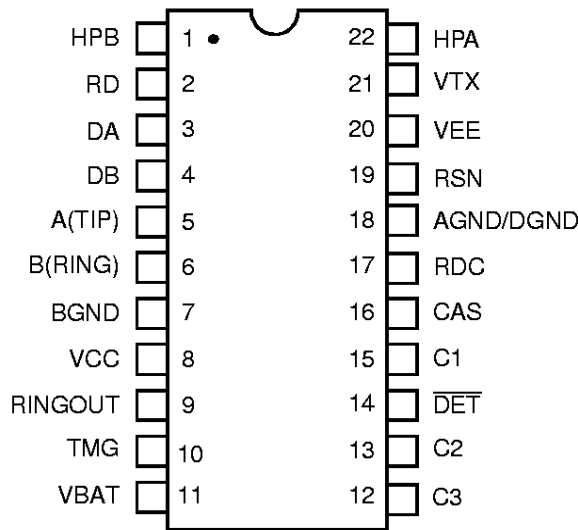 HPB 1 22 HPA
RD 2 21 VTX
DA 3 20 VEE
DB 4 19 RSN
A(TIP) 5 18 AGND/DGND
B(RING) 6 17 RDC
BGND 7 16 CAS
VCC 8 15 C1
RINGOUT 9 14 D̅E̅T̅
TMG 10 13 C2
VBAT 11 12 C3